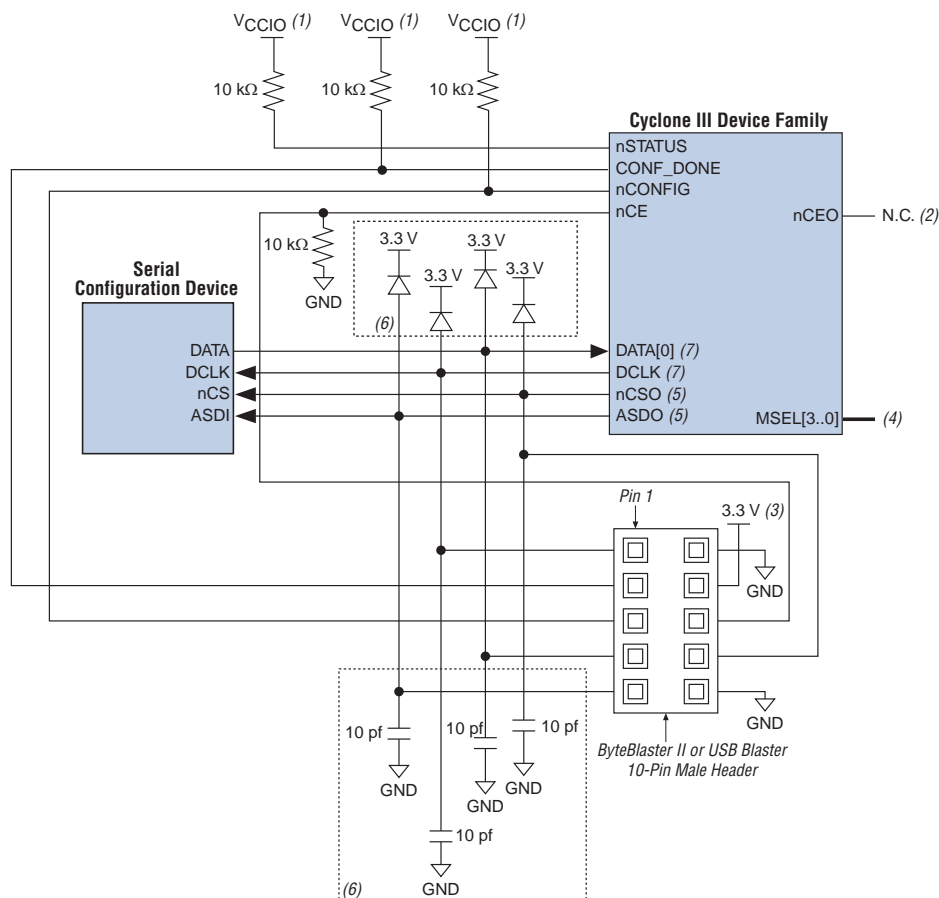 VCCIO (1) VCCIO (1) VCCIO (1)
10 kΩ 10 kΩ 10 kΩ
Cyclone III Device Family
nSTATUS
CONF_DONE
nCONFIG
nCE
nCEO N.C. (2)
10 kΩ
GND
3.3 V 3.3 V
3.3 V 3.3 V
(6)
Serial
Configuration Device
DATA
DCLK
nCS
ASDI
DATA[0] (7)
DCLK (7)
nCSO (5)
ASDO (5)
MSEL[3..0] (4)
Pin 1
3.3 V (3)
GND
GND
10 pf 10 pf 10 pf
GND GND GND
10 pf
GND
(6)
ByteBlaster II or USB Blaster
10-Pin Male Header